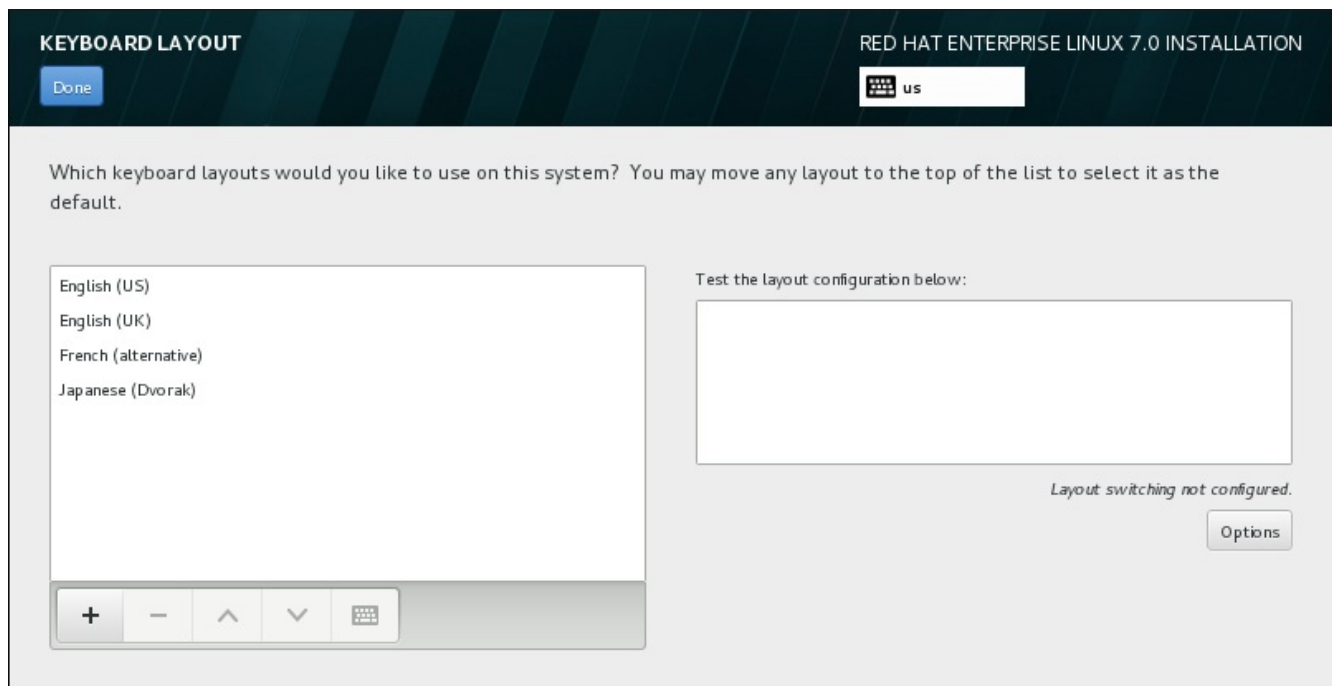 KEYBOARD LAYOUT
RED HAT ENTERPRISE LINUX 7.0 INSTALLATION
Done
us
Which keyboard layouts would you like to use on this system? You may move any layout to the top of the list to select it as the
default.
English (US)
English (UK)
French (alternative)
Japanese (Dvorak)
Test the layout configuration below:
Layout switching not configured.
Options